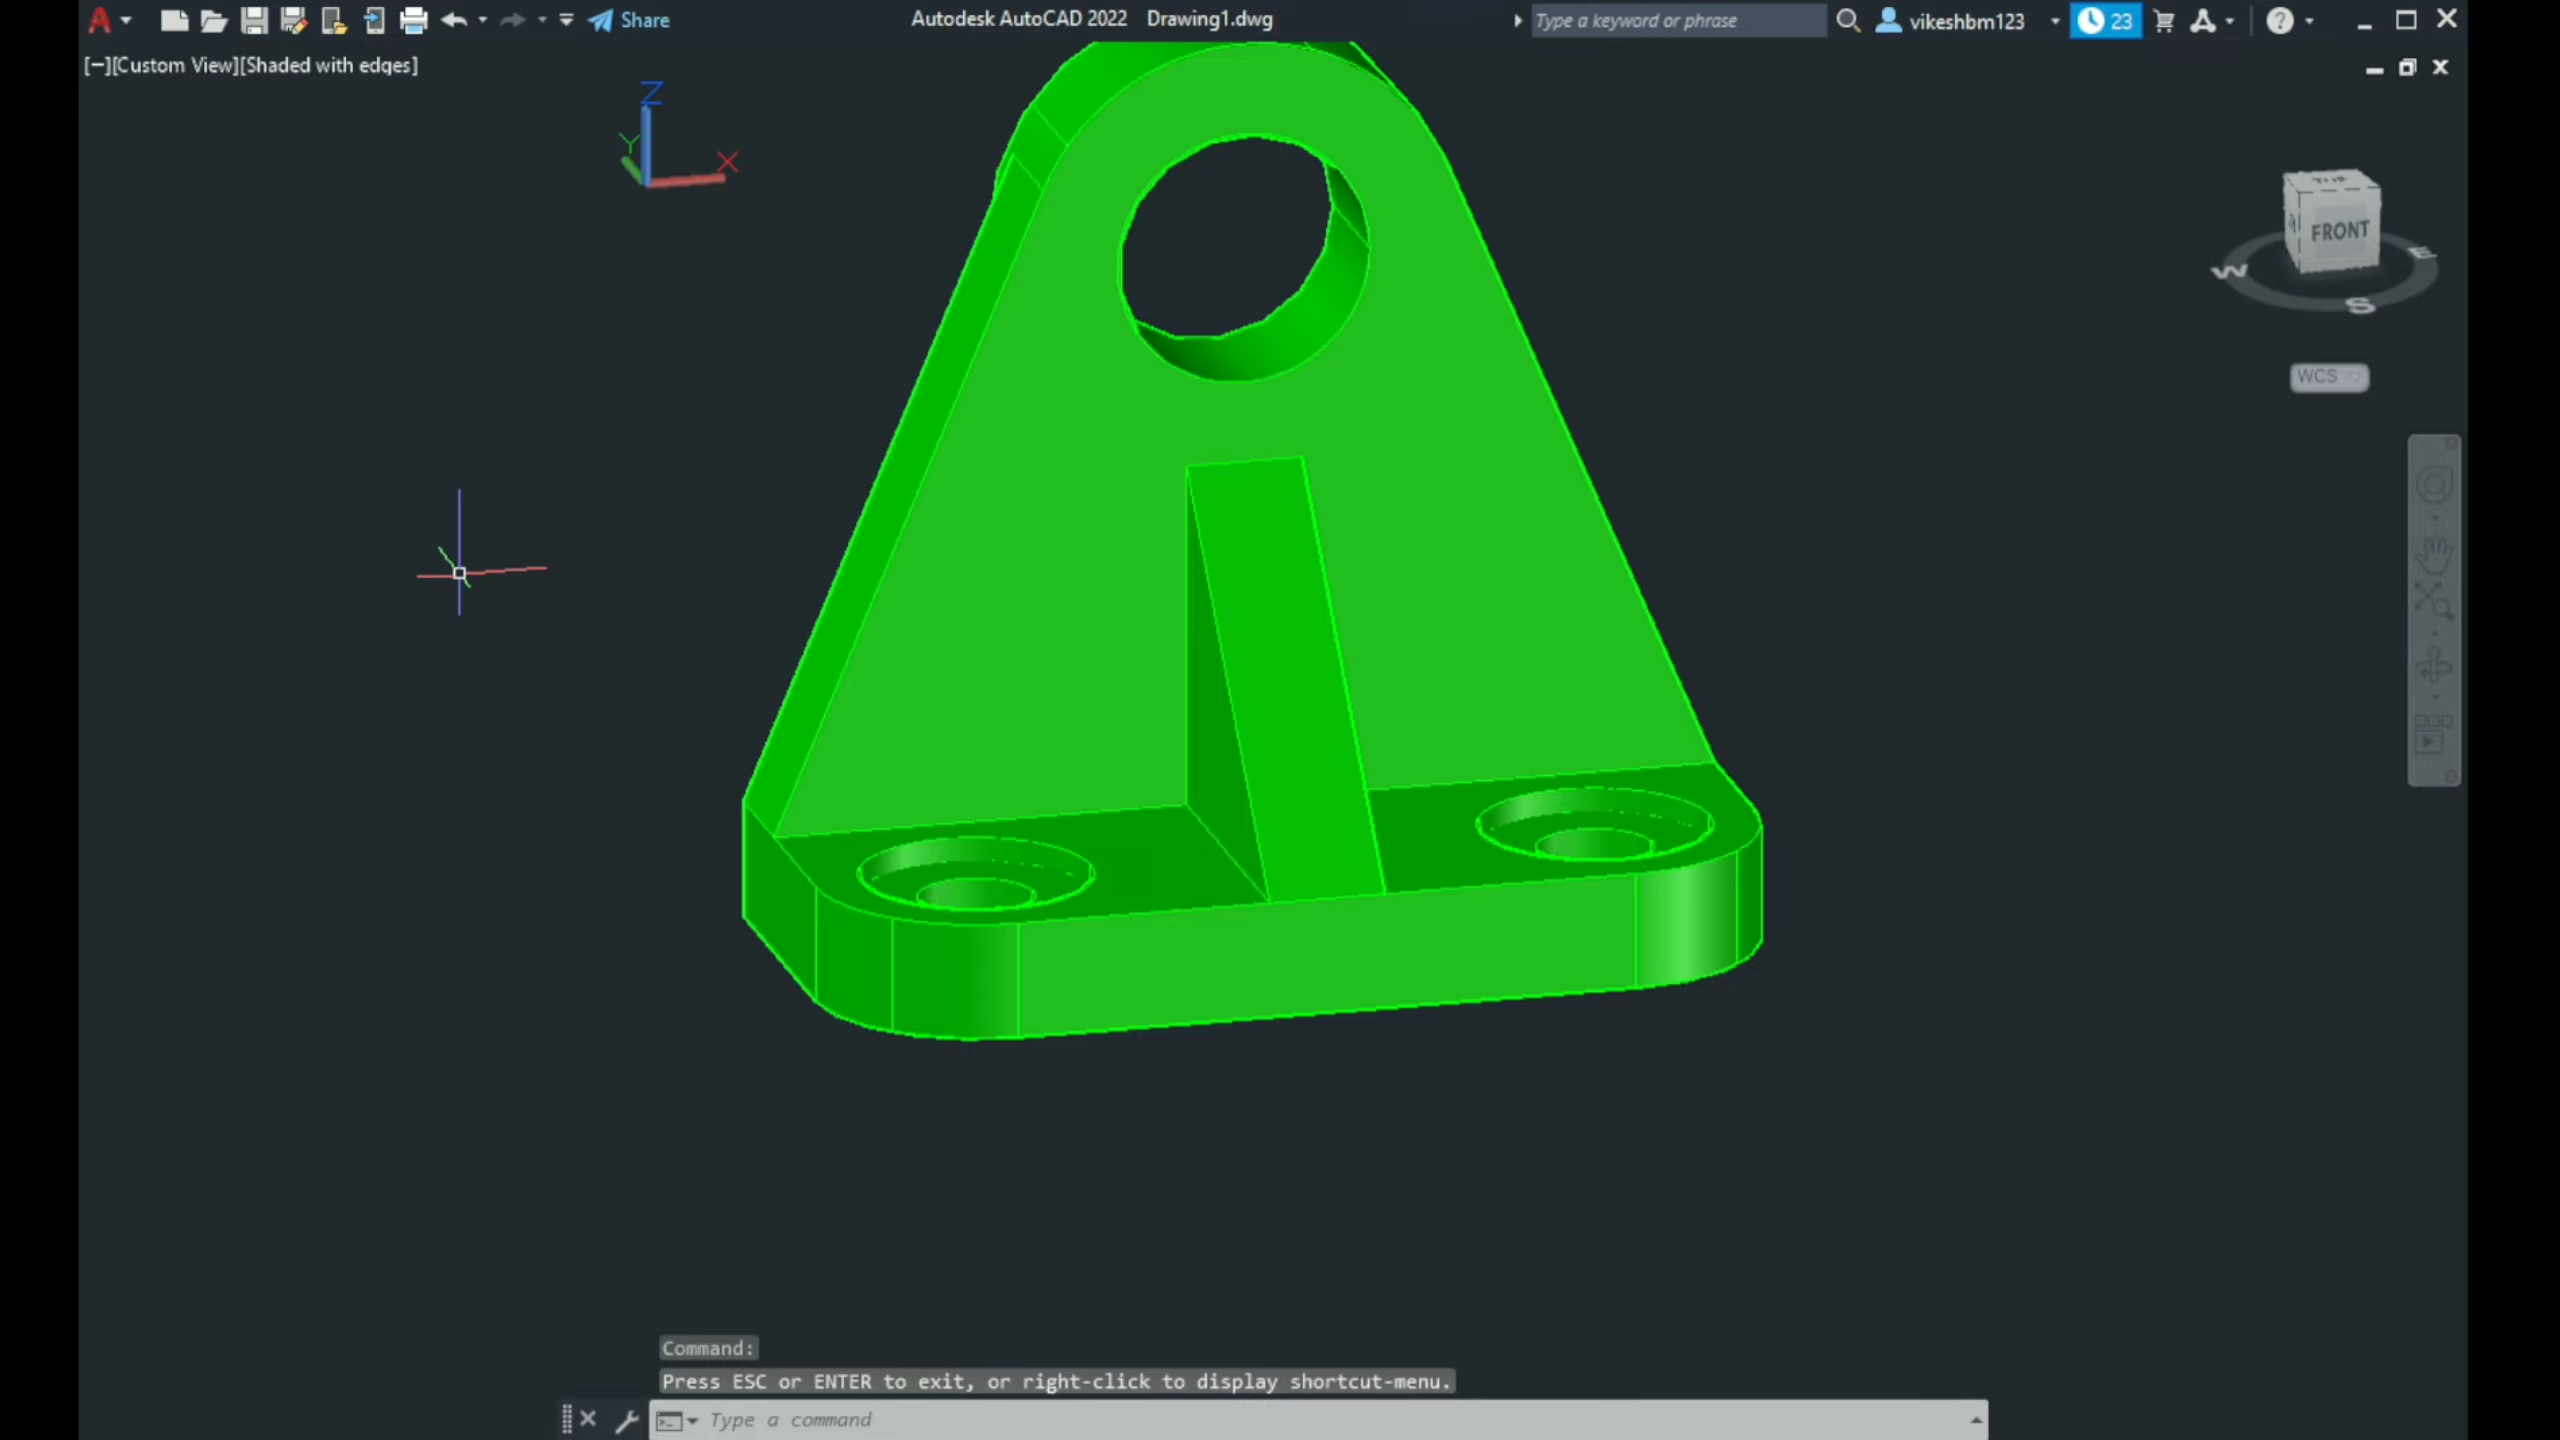 Share
Autodesk AutoCAD 2022 Drawing1.dwg
Type a keyword or phrase
vikeshbm123
23
[−][Custom View][Shaded with edges]
Z
Y
X
TOP
FRONT
W
E
S
WCS
Command:
Press ESC or ENTER to exit, or right-click to display shortcut-menu.
Type a command